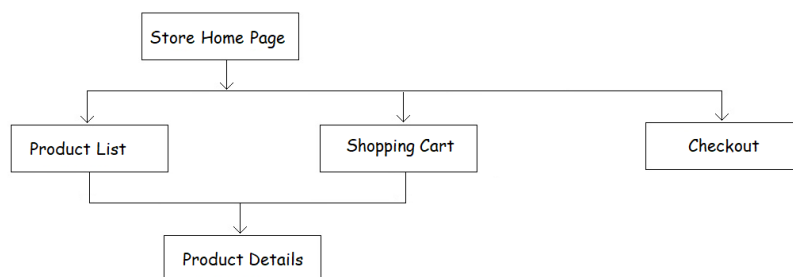 Store Home Page
Product List
Shopping Cart
Checkout
Product Details